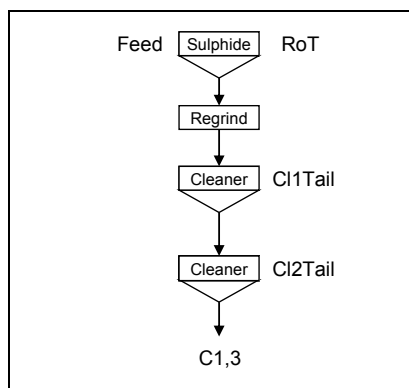 Feed Sulphide RoT
Regrind
Cleaner Cl1Tail
Cleaner Cl2Tail
C1,3